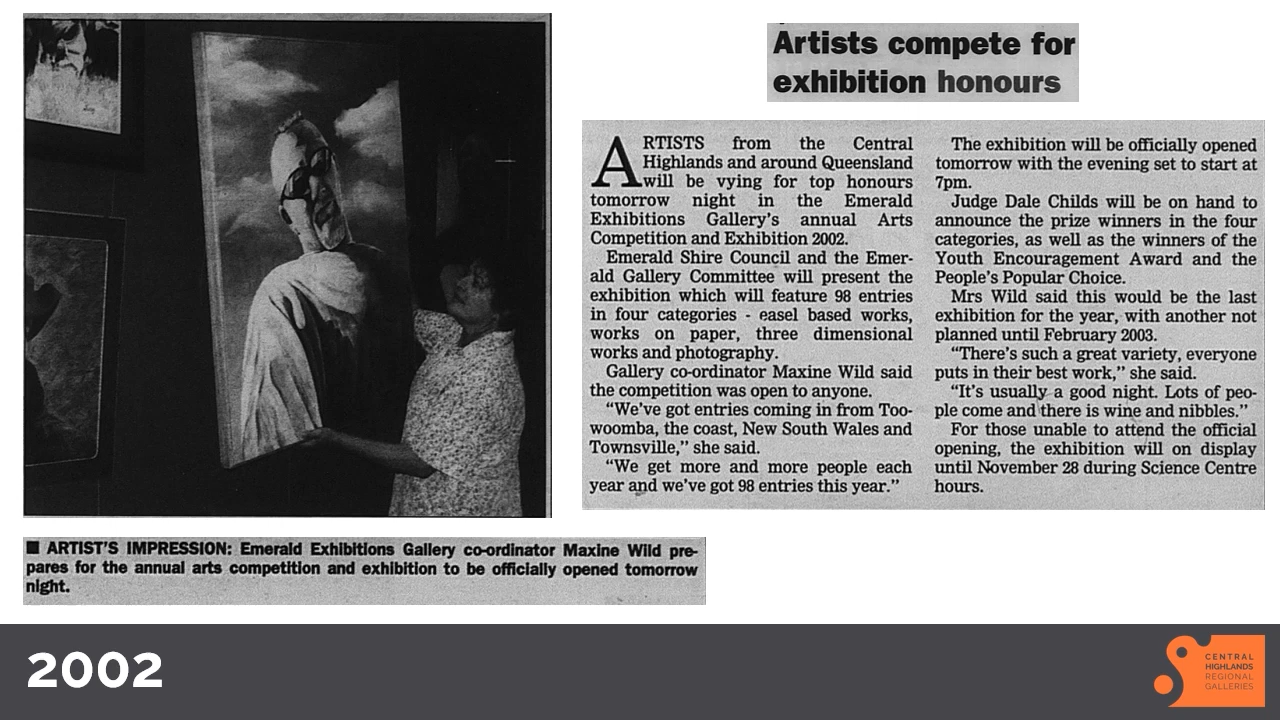 Artists compete for
exhibition honours
ARTISTS from the Central
Highlands and around Queensland
will be vying for top honours
tomorrow night in the Emerald
Exhibitions Gallery's annual Arts
Competition and Exhibition 2002.
Emerald Shire Council and the Emer-
ald Gallery Committee will present the
exhibition which will feature 98 entries
in four categories - easel based works,
works on paper, three dimensional
works and photography.
Gallery co-ordinator Maxine Wild said
the competition was open to anyone.
“We've got entries coming in from Too-
woomba, the coast, New South Wales and
Townsville,” she said.
“We get more and more people each
year and we've got 98 entries this year.”
The exhibition will be officially opened
tomorrow with the evening set to start at
7pm.
Judge Dale Childs will be on hand to
announce the prize winners in the four
categories, as well as the winners of the
Youth Encouragement Award and the
People's Popular Choice.
Mrs Wild said this would be the last
exhibition for the year, with another not
planned until February 2003.
“There's such a great variety, everyone
puts in their best work,” she said.
“It's usually a good night. Lots of peo-
ple come and there is wine and nibbles.”
For those unable to attend the official
opening, the exhibition will on display
until November 28 during Science Centre
hours.
■ ARTIST'S IMPRESSION: Emerald Exhibitions Gallery co-ordinator Maxine Wild pre-
pares for the annual arts competition and exhibition to be officially opened tomorrow
night.
2002
CENTRAL
HIGHLANDS
REGIONAL
GALLERIES